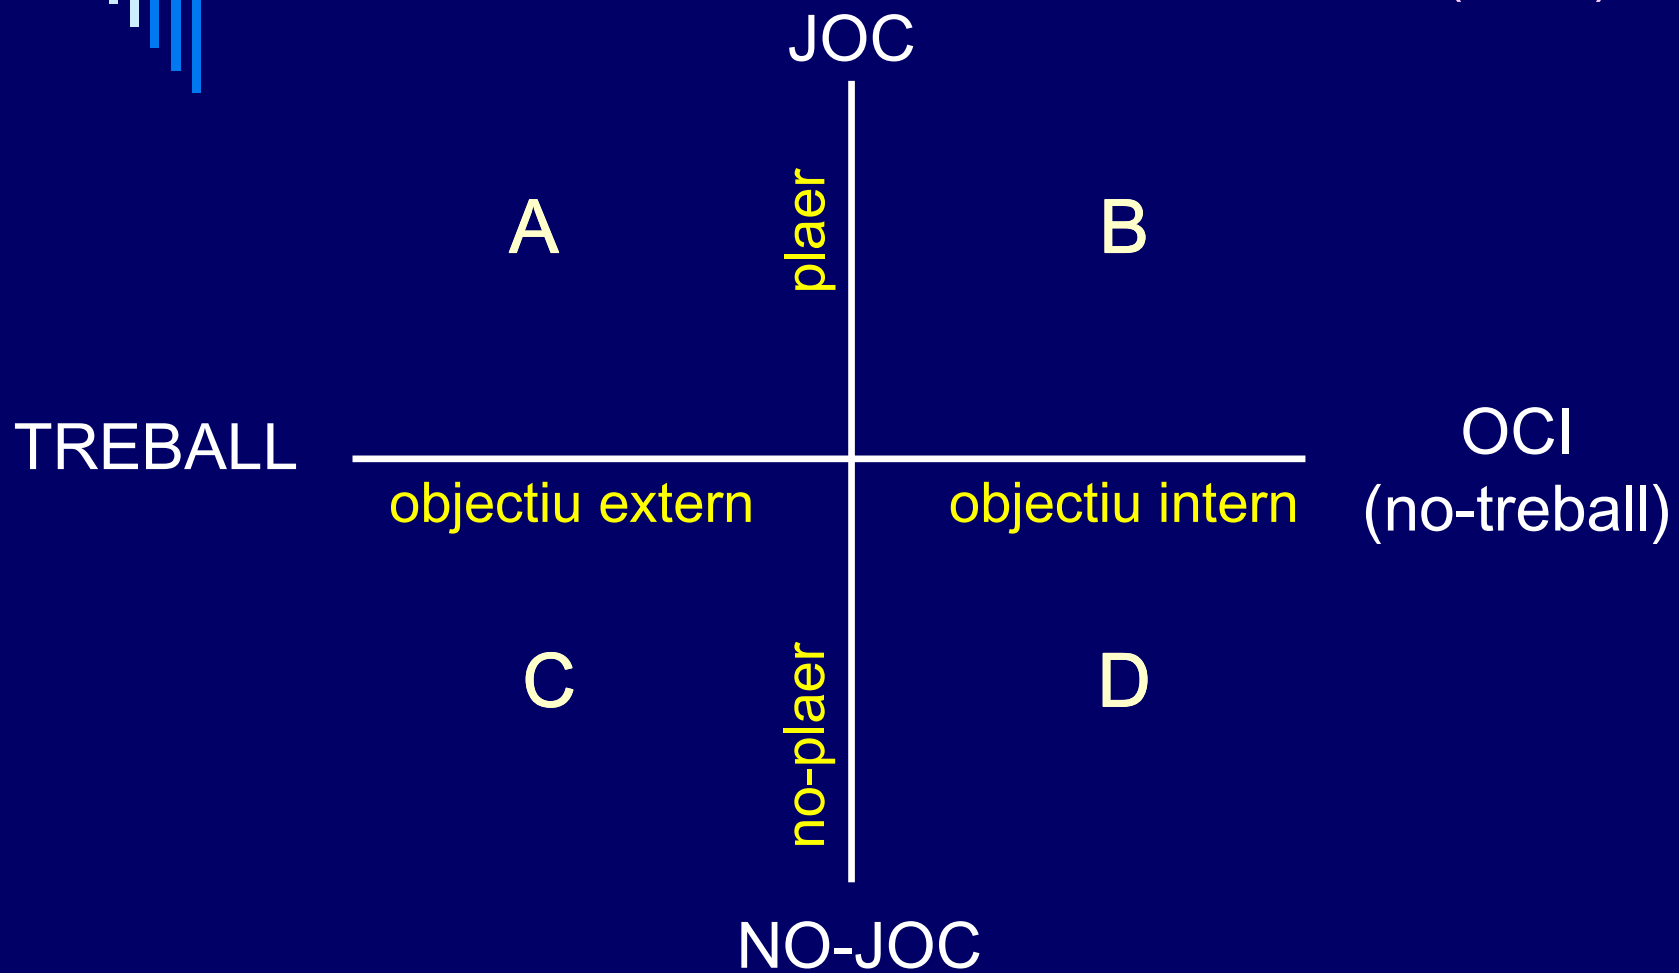 JOC
plaer
A
B
TREBALL
OCI
(no-treball)
objectiu extern
objectiu intern
C
D
no-plaer
NO-JOC